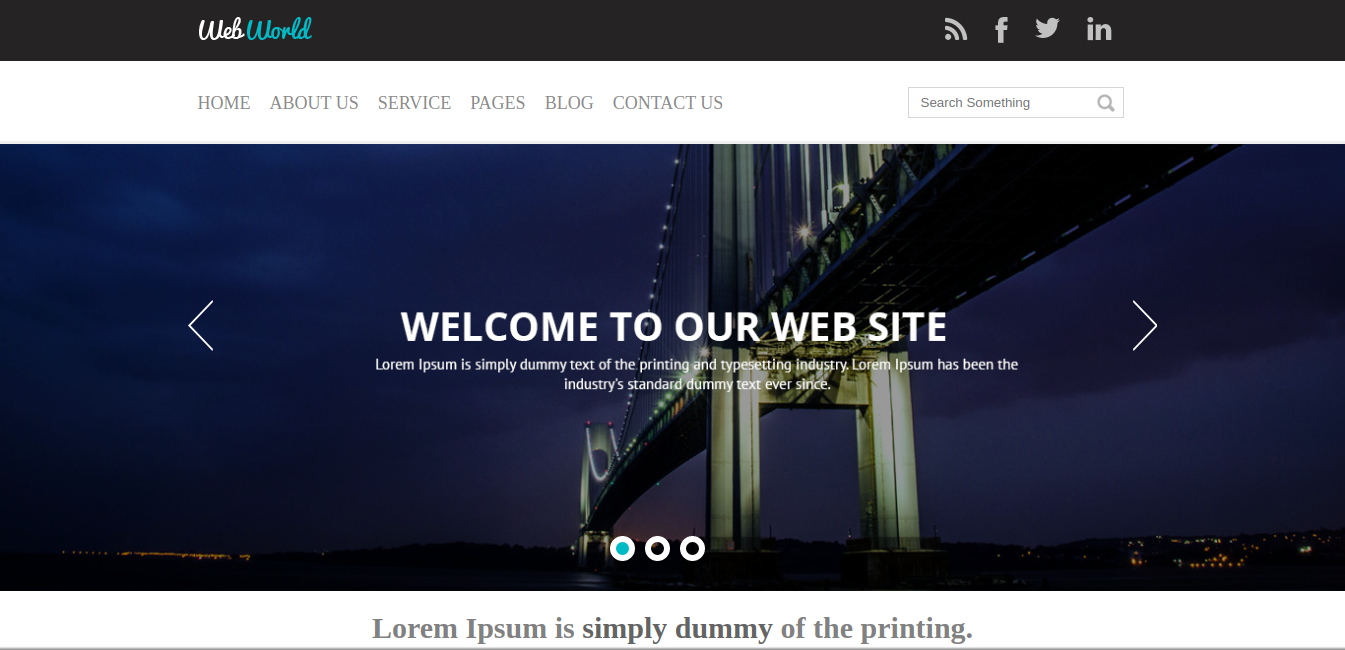 Web World
HOME ABOUT US SERVICE PAGES BLOG CONTACT US
Search Something
WELCOME TO OUR WEB SITE
Lorem Ipsum is simply dummy text of the printing and typesetting industry. Lorem Ipsum has been the
industry's standard dummy text ever since.
Lorem Ipsum is simply dummy of the printing.